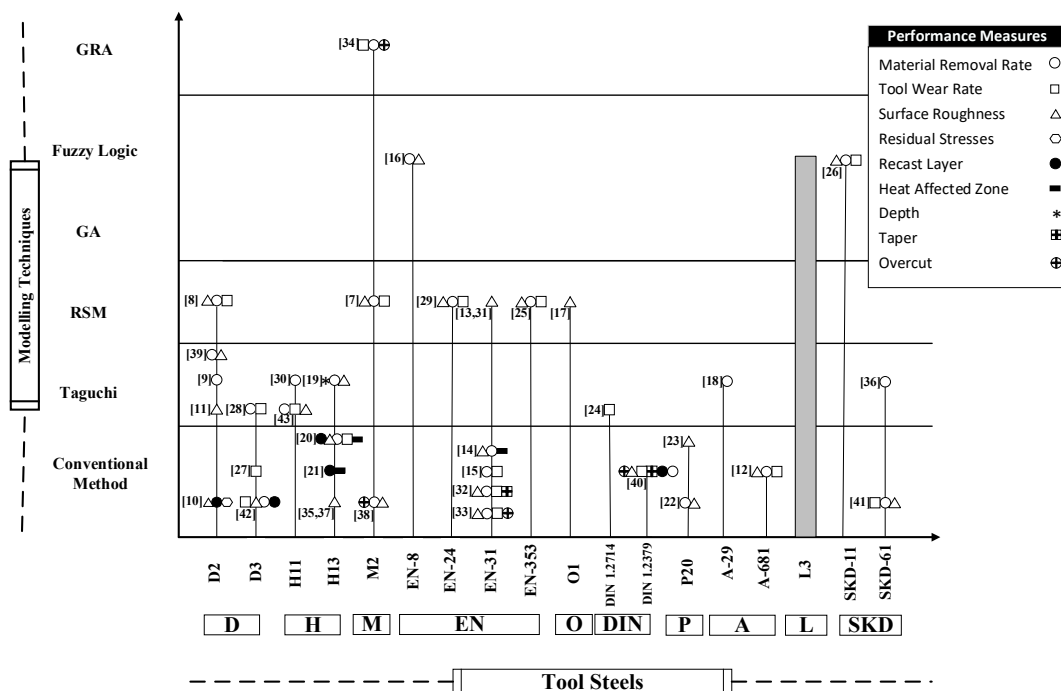 GRA
Fuzzy Logic
GA
RSM
Taguchi
Conventional
Method
Modelling Techniques
[34]
[16]
[26]
[8]
[7]
[29]
[13,31]
[25]
[17]
[39]
[9]
[30]
[19]
[18]
[36]
[11]
[28]
[43]
[24]
[20]
[14]
[23]
[27]
[21]
[15]
[40]
[12]
[32]
[10]
[42]
[35,37]
[38]
[33]
[22]
[41]
Performance Measures
Material Removal Rate
Tool Wear Rate
Surface Roughness
Residual Stresses
Recast Layer
Heat Affected Zone
Depth *
Taper
Overcut
D2
D3
H11
H13
M2
EN-8
EN-24
EN-31
EN-353
O1
DIN 1.2714
DIN 1.2379
P20
A-29
A-681
L3
SKD-11
SKD-61
D
H
M
EN
O
DIN
P
A
L
SKD
Tool Steels